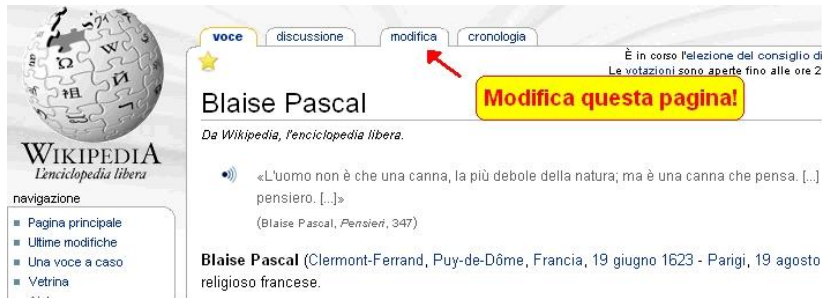 voce discussione modifica cronologia
È in corso l'elezione del consiglio di
Le votazioni sono aperte fino alle ore 2
Modifica questa pagina!
Blaise Pascal
Da Wikipedia, l'enciclopedia libera.
«L'uomo non è che una canna, la più debole della natura; ma è una canna che pensa. [...]
pensiero. [...]»
(Blaise Pascal, Pensieri, 347)
Blaise Pascal (Clermont-Ferrand, Puy-de-Dôme, Francia, 19 giugno 1623 - Parigi, 19 agosto
religioso francese.
Ω W И 祖
WIKIPEDIA
L'enciclopedia libera
navigazione
Pagina principale
Ultime modifiche
Una voce a caso
Vetrina